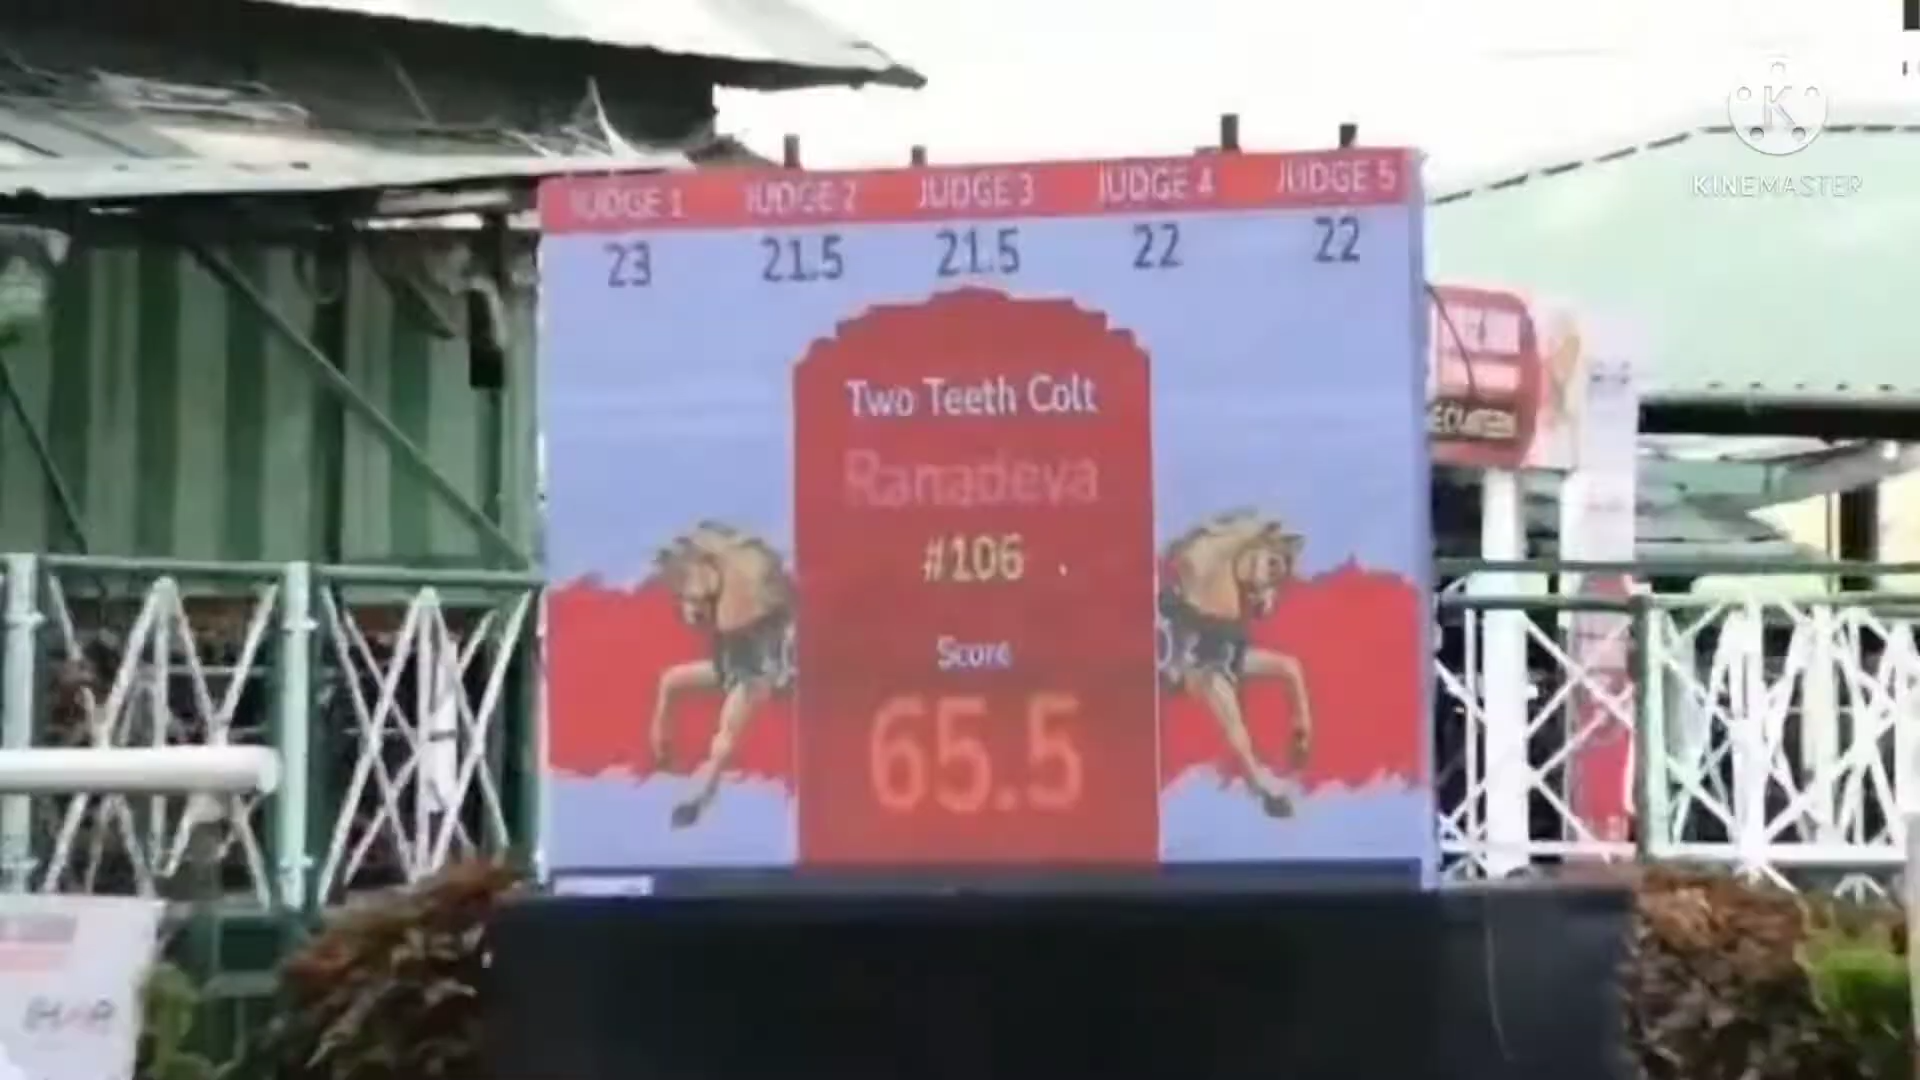 KINEMASTER
JUDGE 1 JUDGE 2 JUDGE 3 JUDGE 4 JUDGE 5
23 21.5 21.5 22 22
Two Teeth Colt
Ranadeva
#106
Score
65.5